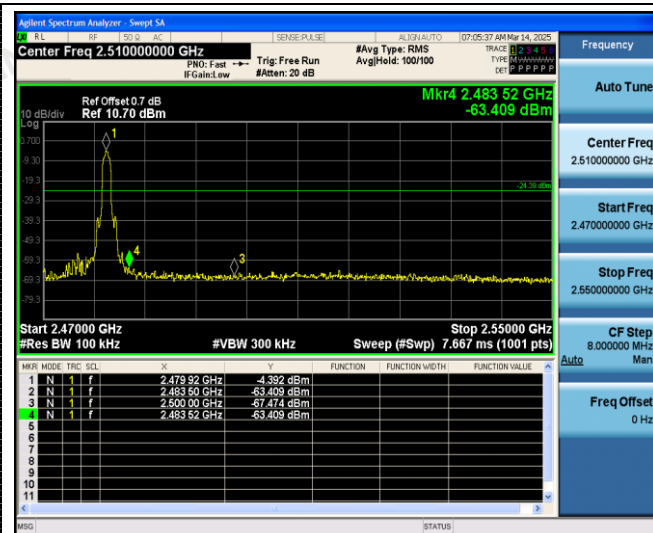 Agilent Spectrum Analyzer - Swept SA
RL RF 50 Ω AC SENSE:PULSE ALIGN AUTO 07:05:37 AM Mar 14, 2025
Center Freq 2.510000000 GHz
PNO: Fast
IFGain:Low
Trig: Free Run
#Atten: 20 dB
#Avg Type: RMS
Avg|Hold: 100/100
TRACE 1 2 3 4 5 6
TYPE M
DET P P P P P P
Frequency
Mkr4 2.483 52 GHz
-63.409 dBm
Ref Offset 0.7 dB
Ref 10.70 dBm
10 dB/div
Log
0.700
-9.30
-19.3
-29.3
-39.3
-49.3
-59.3
-69.3
-79.3
1
4
3
-24.39 dBm
Start 2.47000 GHz
Stop 2.55000 GHz
#Res BW 100 kHz
#VBW 300 kHz
Sweep (#Swp) 7.667 ms (1001 pts)
MKR MODE TRC SCL X Y FUNCTION FUNCTION WIDTH FUNCTION VALUE
1 N 1 f 2.479 92 GHz -4.392 dBm
2 N 1 f 2.483 50 GHz -63.409 dBm
3 N 1 f 2.500 00 GHz -67.474 dBm
4 N 1 f 2.483 52 GHz -63.409 dBm
5
6
7
8
9
10
11
MSG
STATUS
Auto Tune
Center Freq
2.510000000 GHz
Start Freq
2.470000000 GHz
Stop Freq
2.550000000 GHz
CF Step
8.000000 MHz
Auto Man
Freq Offset
0 Hz